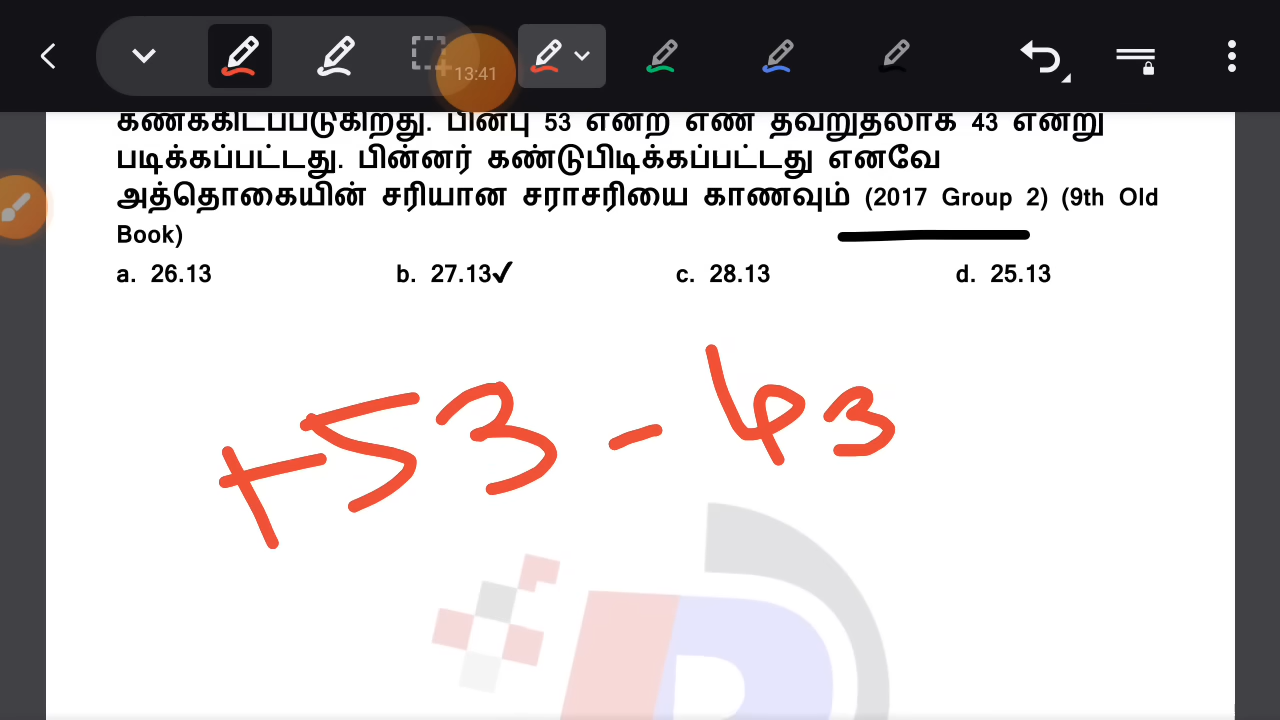 13:41
கணக்கிடப்படுகிறது. பின்பு 53 என்ற எண் தவறுதலாக 43 என்று
படிக்கப்பட்டது. பின்னர் கண்டுபிடிக்கப்பட்டது எனவே
அத்தொகையின் சரியான சராசரியை காணவும் (2017 Group 2) (9th Old
Book)
a. 26.13 b. 27.13✓ c. 28.13 d. 25.13
+53 - 43